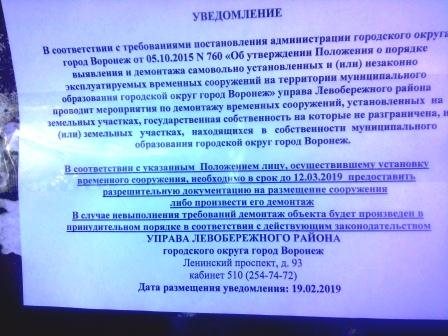 УВЕДОМЛЕНИЕ
В соответствии с требованиями постановления администрации городского округа
город Воронеж от 05.10.2015 N 760 «Об утверждении Положения о порядке
выявления и демонтажа самовольно установленных и (или) незаконно
эксплуатируемых временных сооружений на территории муниципального
образования городской округ город Воронеж» управа Левобережного района
проводит мероприятия по демонтажу временных сооружений, установленных на
земельных участках, государственная собственность на которые не разграничена, и
(или) земельных участках, находящихся в собственности муниципального
образования городской округ город Воронеж.
В соответствии с указанным Положением лицу, осуществившему установку
временного сооружения, необходимо в срок до 12.03.2019 предоставить
разрешительную документацию на размещение сооружения
либо произвести его демонтаж
В случае невыполнения требований демонтаж объекта будет произведен в
принудительном порядке в соответствии с действующим законодательством
УПРАВА ЛЕВОБЕРЕЖНОГО РАЙОНА
городского округа город Воронеж
Ленинский проспект, д. 93
кабинет 510 (254-74-72)
Дата размещения уведомления: 19.02.2019